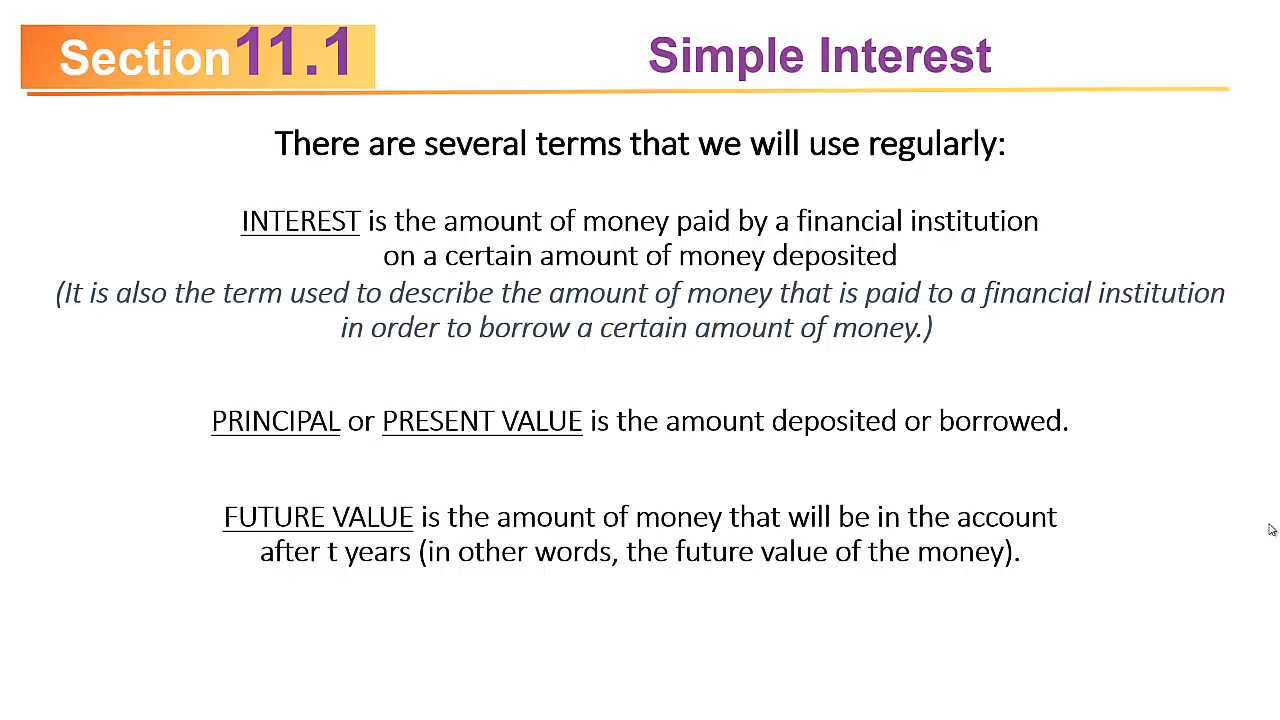 Section 11.1
Simple Interest
There are several terms that we will use regularly:
INTEREST is the amount of money paid by a financial institution
on a certain amount of money deposited
(It is also the term used to describe the amount of money that is paid to a financial institution
in order to borrow a certain amount of money.)
PRINCIPAL or PRESENT VALUE is the amount deposited or borrowed.
FUTURE VALUE is the amount of money that will be in the account
after t years (in other words, the future value of the money).